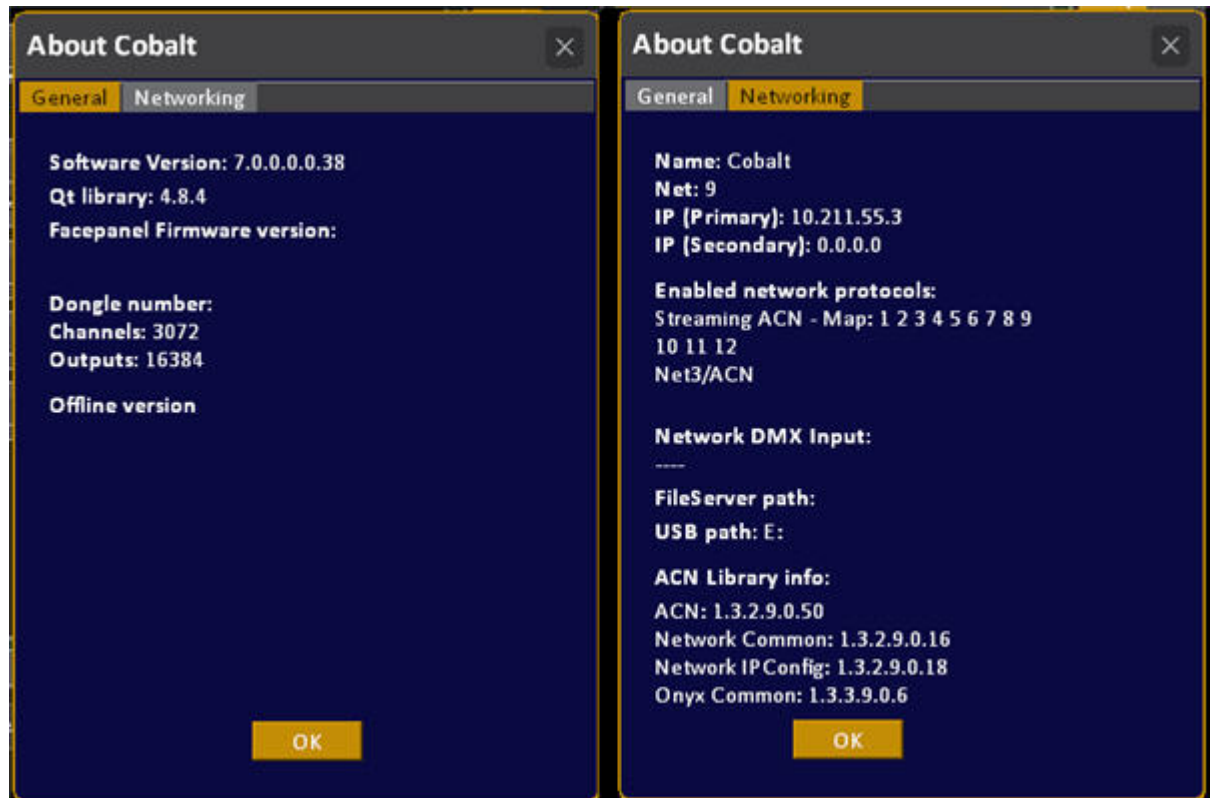 About Cobalt
General Networking
Software Version: 7.0.0.0.0.38
Qt library: 4.8.4
Facepanel Firmware version:
Dongle number:
Channels: 3072
Outputs: 16384
Offline version
OK
About Cobalt
General Networking
Name: Cobalt
Net: 9
IP (Primary): 10.211.55.3
IP (Secondary): 0.0.0.0
Enabled network protocols:
Streaming ACN - Map: 1 2 3 4 5 6 7 8 9
10 11 12
Net3/ACN
Network DMX Input:
----
FileServer path:
USB path: E:
ACN Library info:
ACN: 1.3.2.9.0.50
Network Common: 1.3.2.9.0.16
Network IPConfig: 1.3.2.9.0.18
Onyx Common: 1.3.3.9.0.6
OK